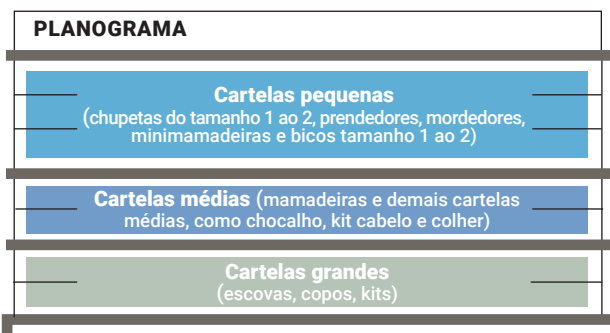 PLANOGRAMA
Cartelas pequenas
(chupetas do tamanho 1 ao 2, prendedores, mordedores,
minimamadeiras e bicos tamanho 1 ao 2)
Cartelas médias (mamadeiras e demais cartelas
médias, como chocalho, kit cabelo e colher)
Cartelas grandes
(escovas, copos, kits)